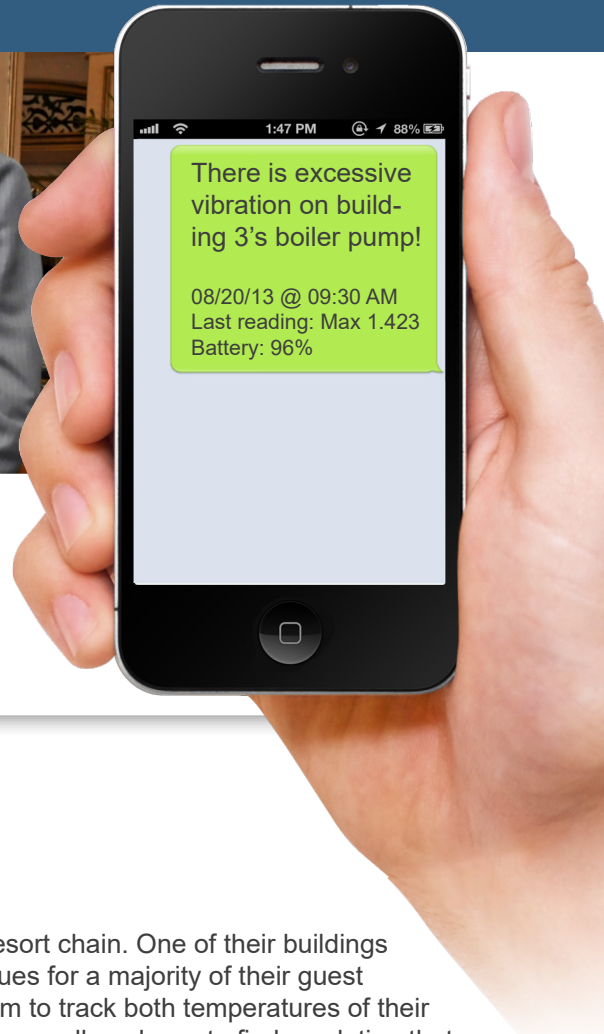 1:47 PM 88%
There is excessive
vibration on build-
ing 3's boiler pump!
08/20/13 @ 09:30 AM
Last reading: Max 1.423
Battery: 96%
esort chain. One of their buildings
ues for a majority of their guest
m to track both temperatures of their